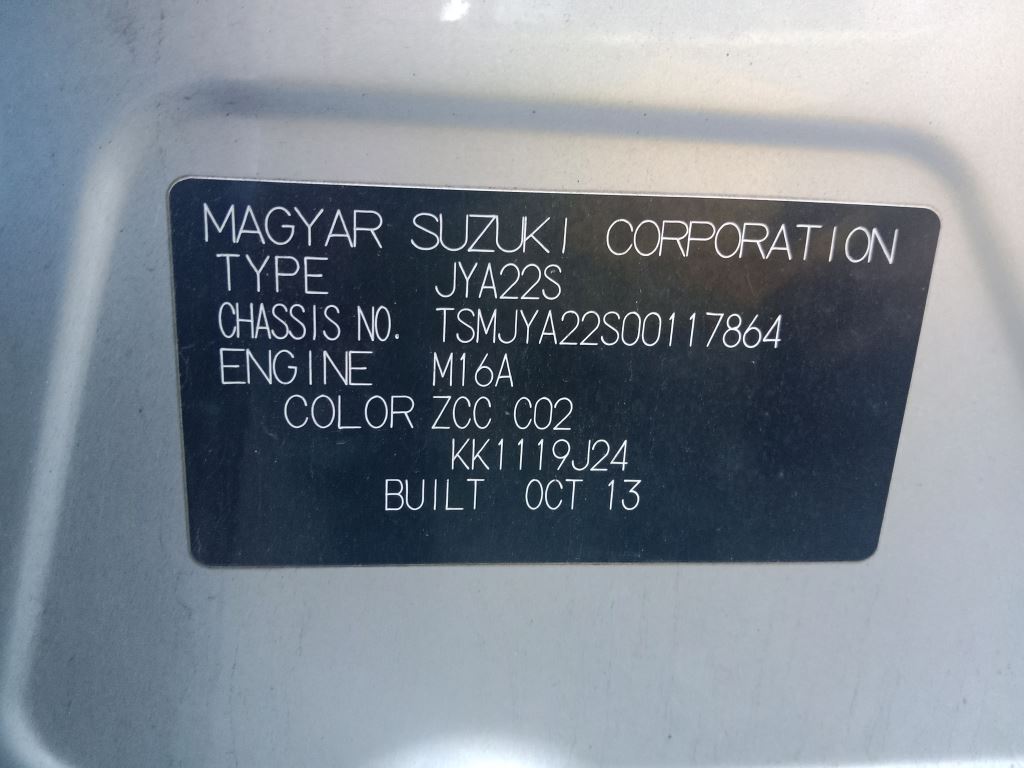 MAGYAR SUZUKI CORPORATION
TYPE JYA22S
CHASSIS NO. TSMJYA22S00117864
ENGINE M16A
COLOR ZCC C02
KK1119J24
BUILT OCT 13